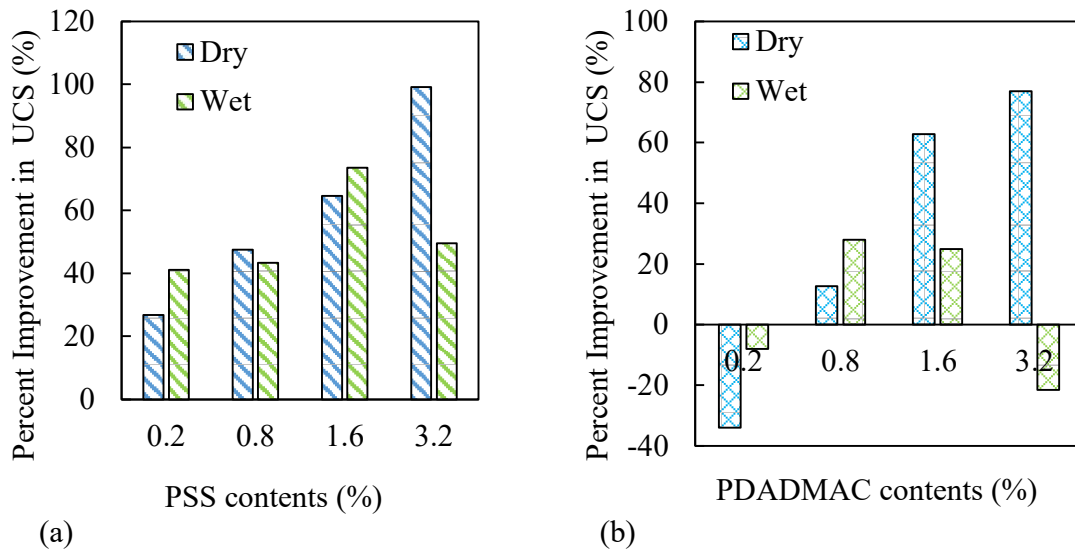 Percent Improvement in UCS (%)
120
100
80
60
40
20
0
Dry
Wet
0.2 0.8 1.6 3.2
PSS contents (%)
(a)
Percent Improvement in UCS (%)
100
80
60
40
20
0
-20
-40
Dry
Wet
0.2 0.8 1.6 3.2
PDADMAC contents (%)
(b)